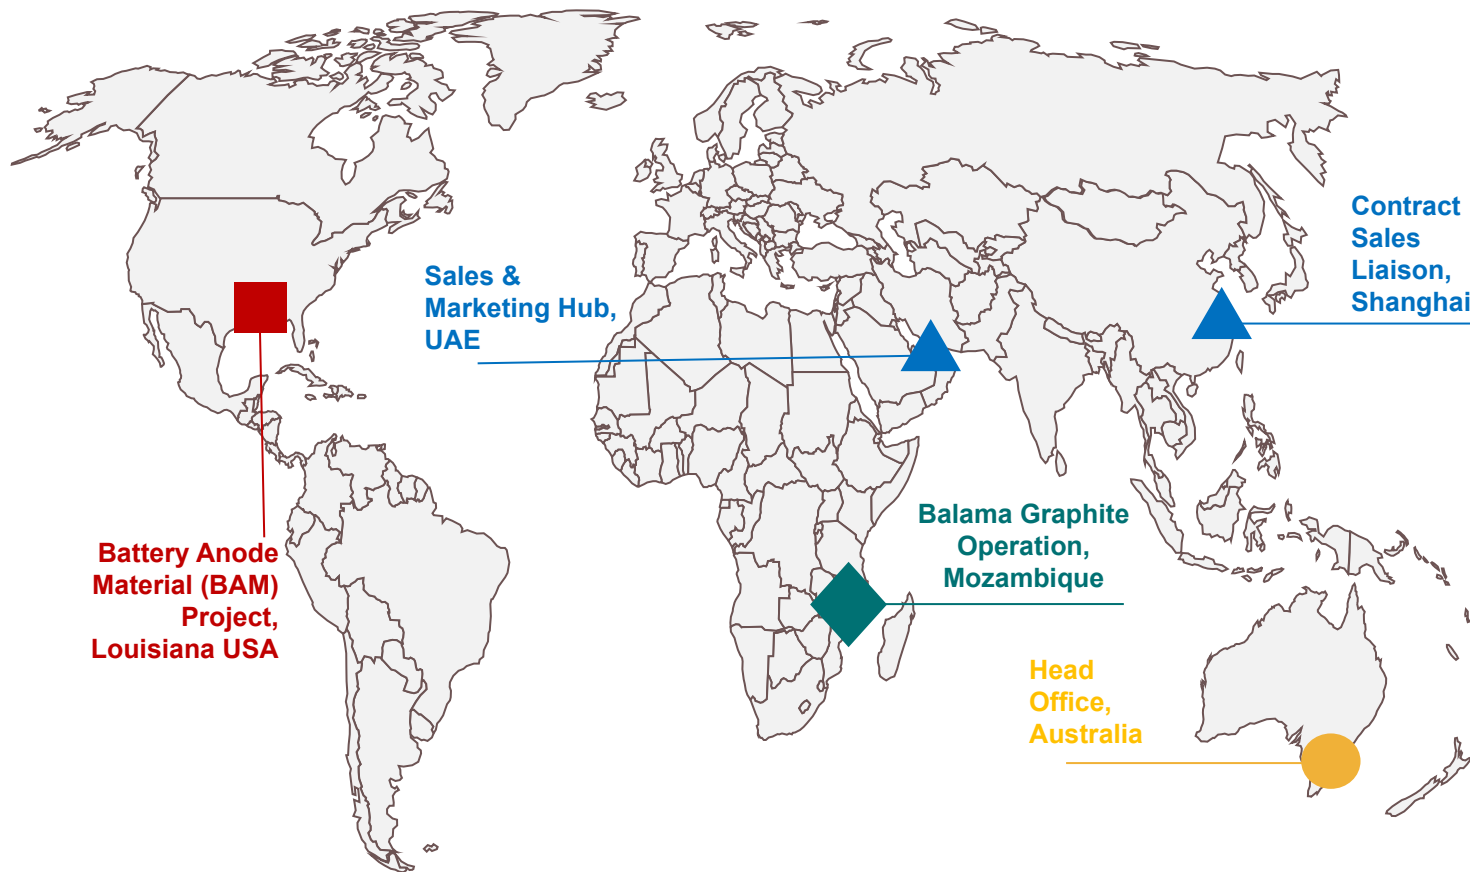 Contract
Sales
Liaison,
Shanghai
Sales &
Marketing Hub,
UAE
Balama Graphite
Operation,
Mozambique
Battery Anode
Material (BAM)
Project,
Louisiana USA
Head
Office,
Australia